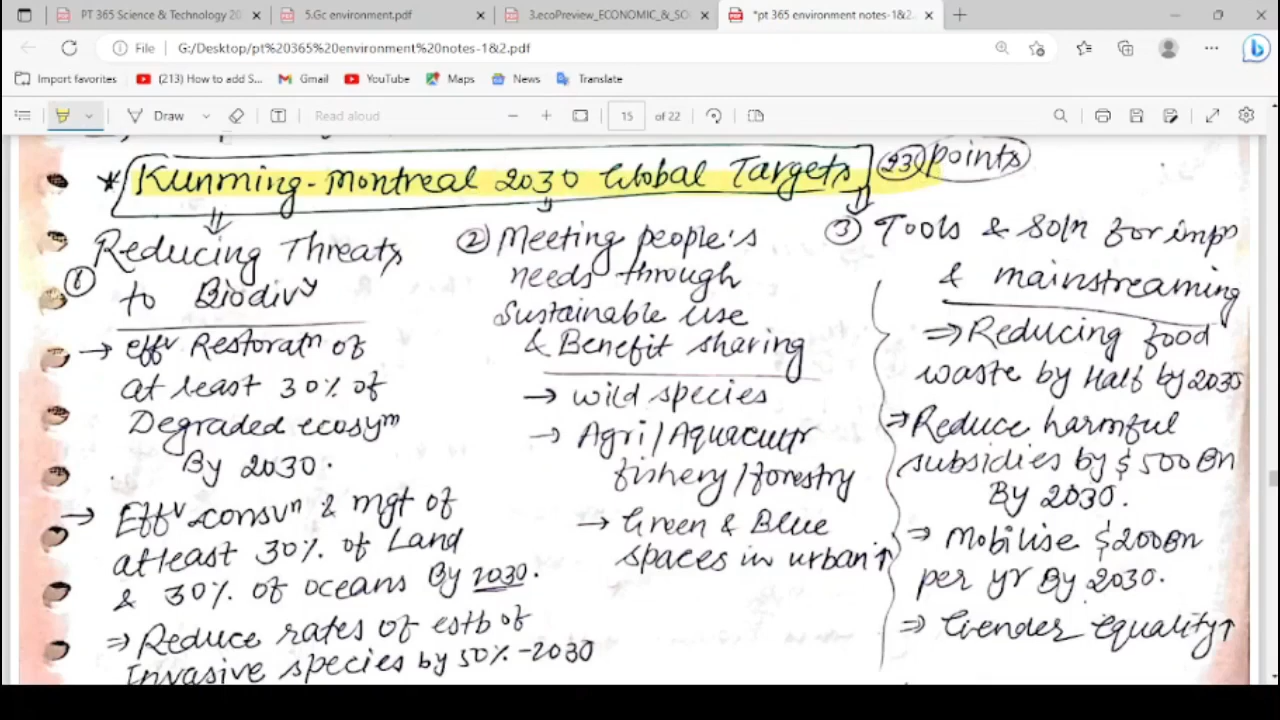 PT 365 Science & Technology 20
5.Gc environment.pdf
3.ecoPreview_ECONOMIC_&_SO
*pt 365 environment notes-1&2.
File
G:/Desktop/pt%20365%20environment%20notes-1&2.pdf
Import favorites
(213) How to add S...
Gmail
YouTube
Maps
News
Translate
Draw
Read aloud
15 of 22
* Kunming-Montreal 2030 Global Targets (23) Points
① Reducing Threats
to Biodivy
→ effv Restoratn of
at least 30% of
Degraded ecosym
By 2030.
→ Effv consvn & mgt of
atleast 30% of Land
& 30% of oceans By 2030.
⇒ Reduce rates of estb of
Invasive species by 50% - 2030
② Meeting people's
needs through
Sustainable use
& Benefit sharing
→ wild species
→ Agri/Aquacultr
fishery/forestry
→ Green & Blue
spaces in urban ↑
③ Tools & Soln for impn
& mainstreaming
⇒ Reducing food
waste by Half by 2030
⇒ Reduce harmful
subsidies by $500Bn
By 2030.
⇒ Mobilise $200Bn
per yr By 2030.
⇒ Gender equality ↑